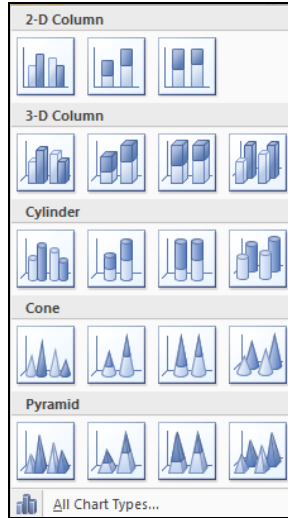 2-D Column
3-D Column
Cylinder
Cone
Pyramid
All Chart Types...